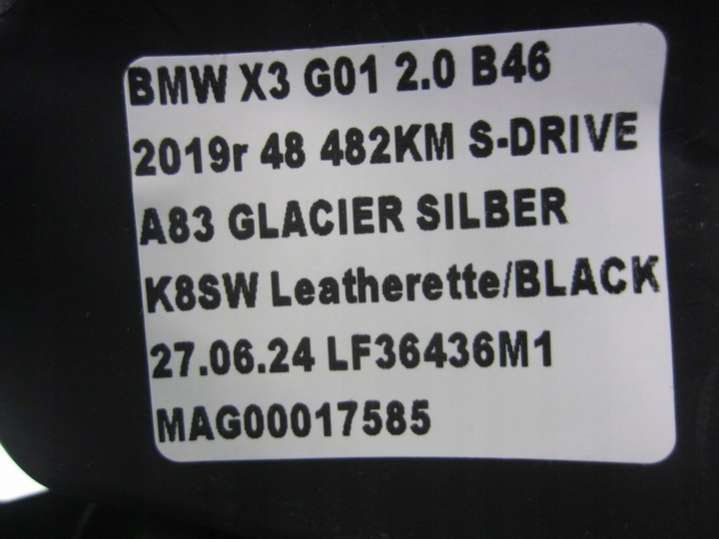 BMW X3 G01 2.0 B46
2019r 48 482KM S-DRIVE
A83 GLACIER SILBER
K8SW Leatherette/BLACK
27.06.24 LF36436M1
MAG00017585